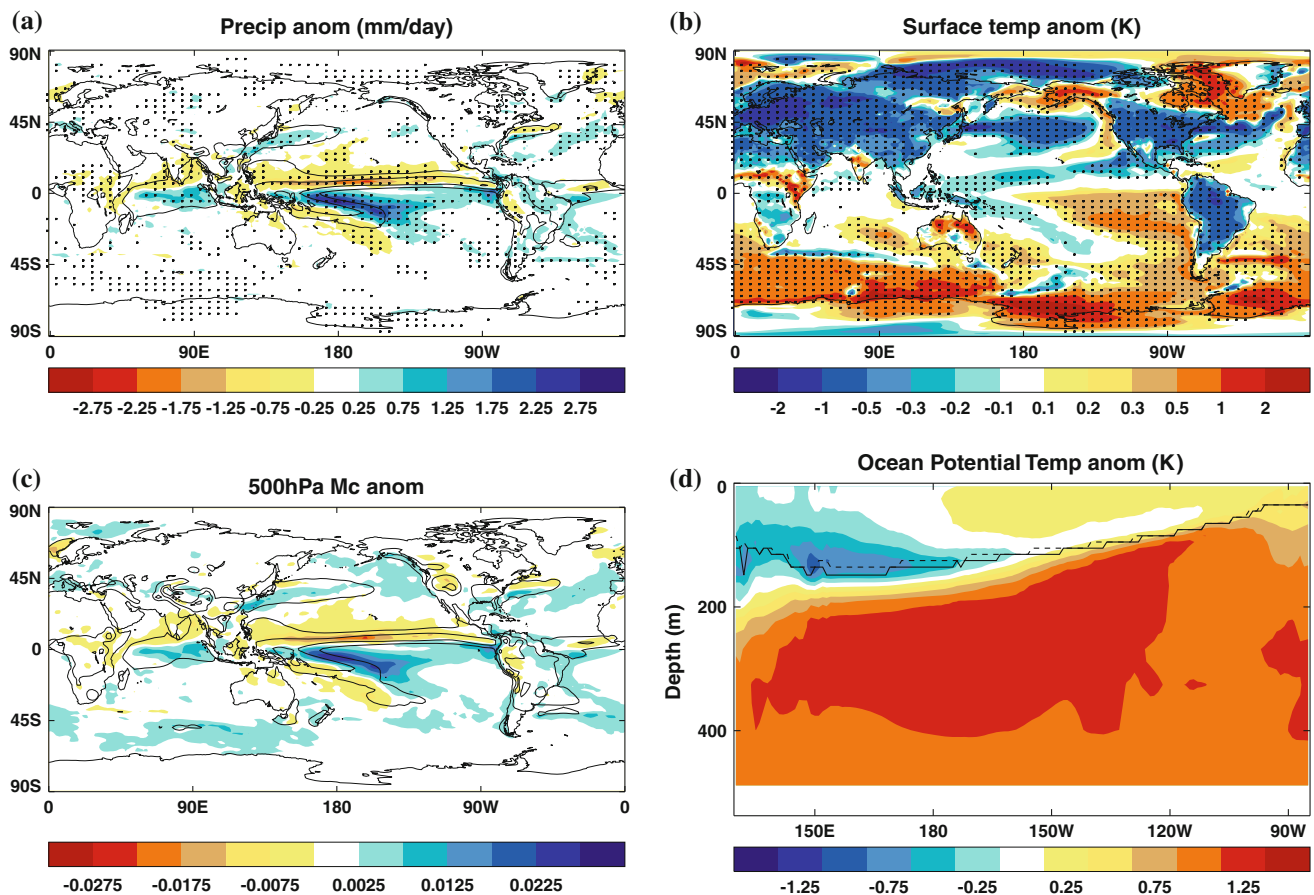 (a)
Precip anom (mm/day)
90N
45N
0
45S
90S
0 90E 180 90W
-2.75 -2.25 -1.75 -1.25 -0.75 -0.25 0.25 0.75 1.25 1.75 2.25 2.75
(b)
Surface temp anom (K)
90N
45N
0
45S
90S
0 90E 180 90W
-2 -1 -0.5 -0.3 -0.2 -0.1 0.1 0.2 0.3 0.5 1 2
(c)
500hPa Mc anom
90N
45N
0
45S
90S
0 90E 180 90W 0
-0.0275 -0.0175 -0.0075 0.0025 0.0125 0.0225
(d)
Ocean Potential Temp anom (K)
0
200
400
Depth (m)
150E 180 150W 120W 90W
-1.25 -0.75 -0.25 0.25 0.75 1.25